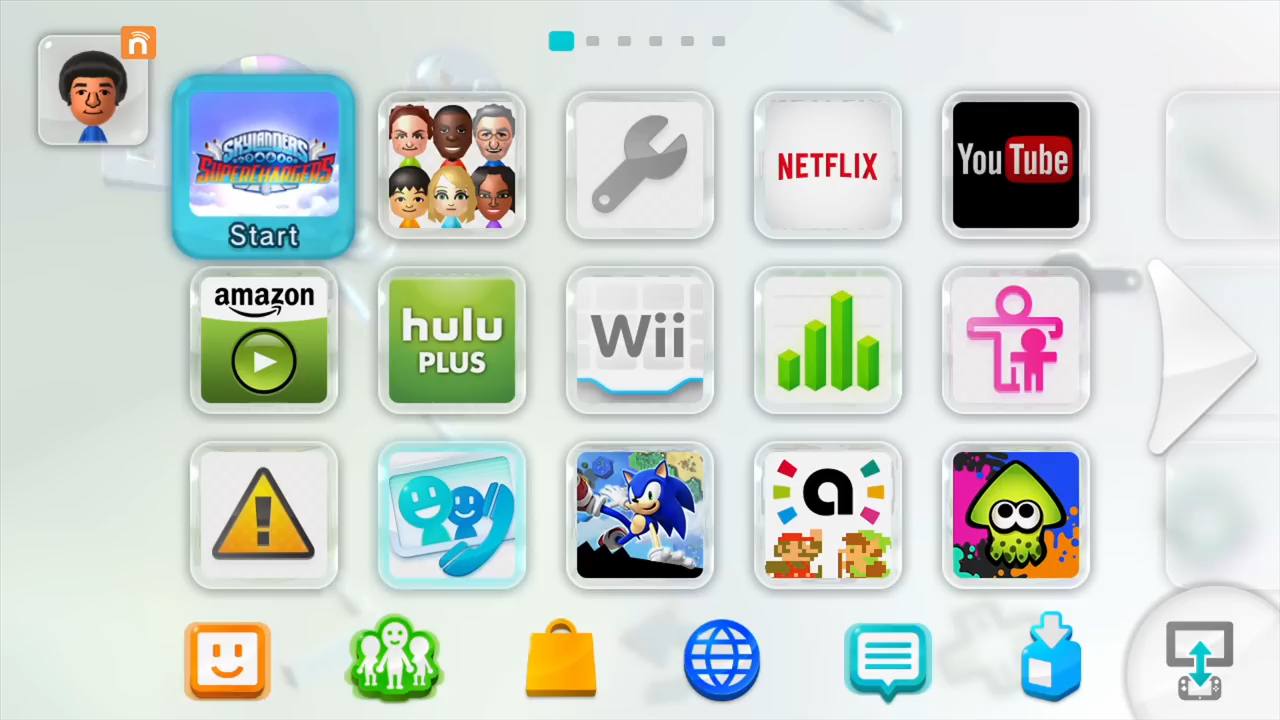 SKYLANDERS
SUPERCHARGERS
Start
NETFLIX
YouTube
amazon
hulu
PLUS
Wii
a